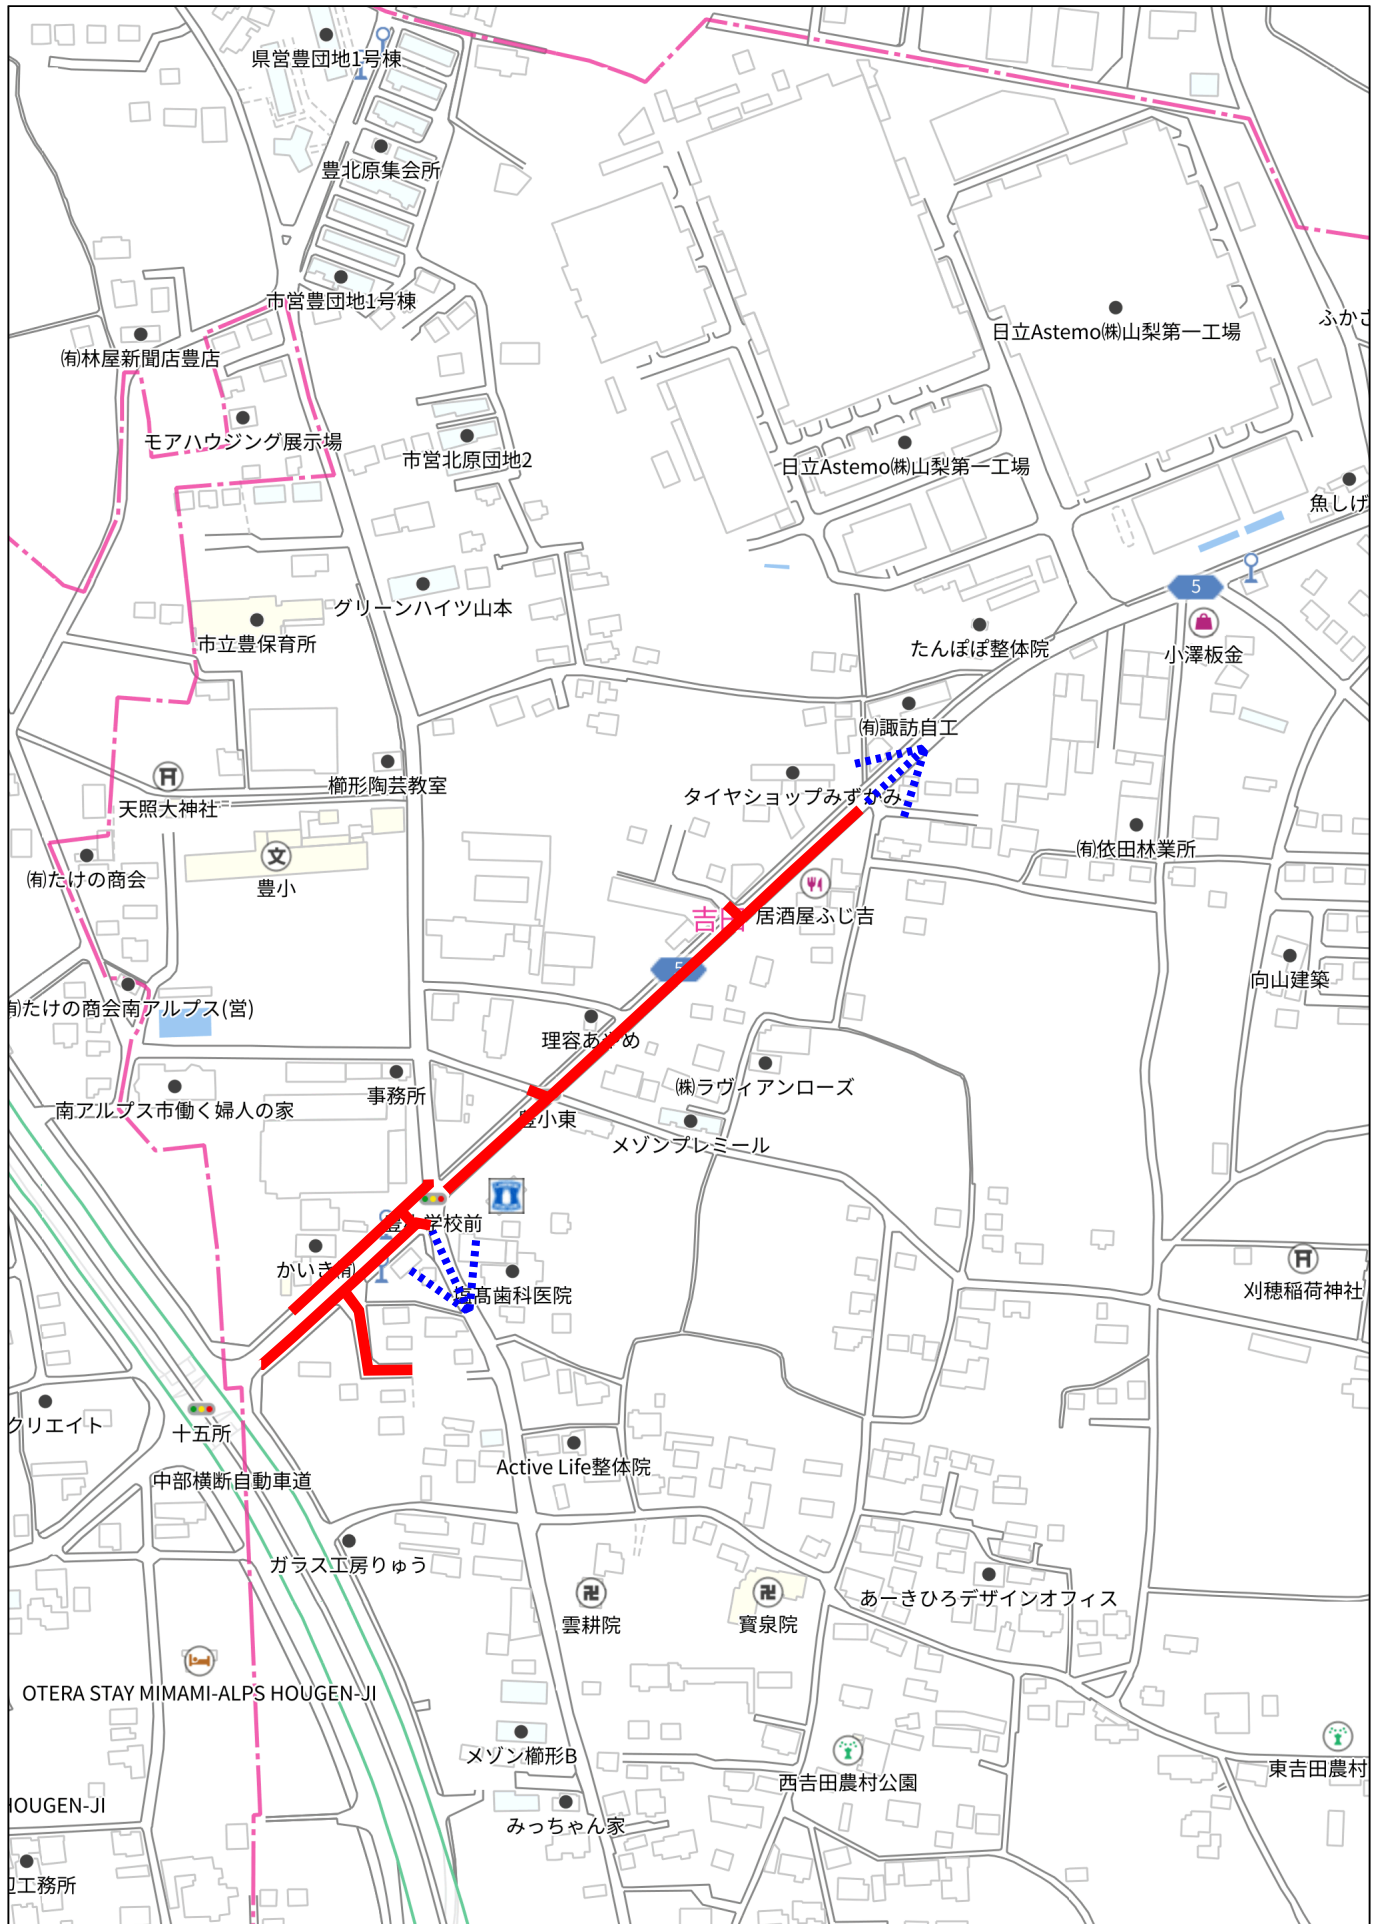 県営豊団地1号棟
豊北原集会所
市営豊団地1号棟
ふかさ
日立Astemo㈱山梨第一工場
㈲林屋新聞店豊店
モアハウジング展示場
市営北原団地2
日立Astemo㈱山梨第一工場
魚しげ
5
グリーンハイツ山本
市立豊保育所
たんぽぽ整体院
小澤板金
㈲諏訪自工
櫛形陶芸教室
タイヤショップみずかみ
天照大神社
㈲依田林業所
㈲たけの商会
豊小
文
居酒屋ふじ吉
吉田
5
向山建築
㈲たけの商会南アルプス(営)
理容あやめ
㈱ラヴィアンローズ
事務所
南アルプス市働く婦人の家
豊小東
メゾンプレミール
豊小学校前
かいき㈲
塩髙歯科医院
刈穂稲荷神社
クリエイト
十五所
Active Life整体院
中部横断自動車道
ガラス工房りゅう
あーきひろデザインオフィス
雲耕院
寳泉院
OTERA STAY MIMAMI-ALPS HOUGEN-JI
メゾン櫛形B
西吉田農村公園
東吉田農村
HOUGEN-JI
みっちゃん家
工務所